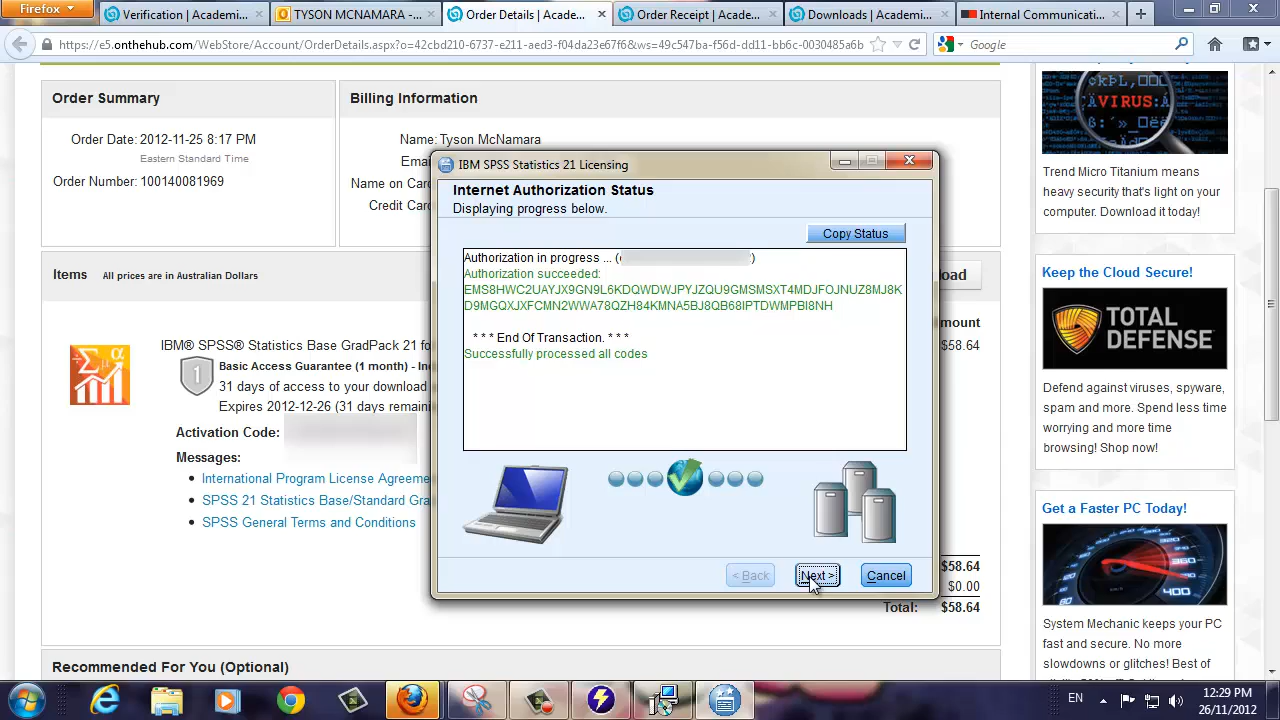 Firefox
Verification | Academi...
TYSON MCNAMARA -...
Order Details | Acade...
Order Receipt | Acade...
Downloads | Academi...
Internal Communicati...
https://e5.onthehub.com/WebStore/Account/OrderDetails.aspx?o=42cbd210-6737-e211-aed3-f04da23e67f6&ws=49c547ba-f56d-dd11-bb6c-0030485a6b
Google
Order Summary
Billing Information
Order Date: 2012-11-25 8:17 PM
Eastern Standard Time
Order Number: 100140081969
Name
Emai
Name on Car
Credit Car
Items
All prices are in Australian Dollars
load
mount
IBM® SPSS® Statistics Base GradPack 21 fo
$58.64
1
Basic Access Guarantee (1 month) - In
31 days of access to your download
Expires 2012-12-26 (31 days remaini
Activation Code:
Messages:
International Program License Agreeme
SPSS 21 Statistics Base/Standard Gra
SPSS General Terms and Conditions
$58.64
$0.00
Total: $58.64
Recommended For You (Optional)
IBM SPSS Statistics 21 Licensing
Internet Authorization Status
Displaying progress below.
Copy Status
Authorization in progress ... ( )
Authorization succeeded:
EMS8HWC2UAYJX9GN9L6KDQWDWJPYJZQU9GMSMSXT4MDJFOJNUZ8MJ8K
D9MGQXJXFCMN2WWA78QZH84KMNA5BJ8QB68IPTDWMPBI8NH
* End Of Transaction. * * *
Successfully processed all codes
< Back
Next >
Cancel
VIRUS:
Trend Micro Titanium means
heavy security that's light on your
computer. Download it today!
Keep the Cloud Secure!
TOTAL
DEFENSE
Defend against viruses, spyware,
spam and more. Spend less time
worrying and more time
browsing! Shop now!
Get a Faster PC Today!
360
400
System Mechanic keeps your PC
fast and secure. No more
slowdowns or glitches! Best of
EN
12:29 PM
26/11/2012